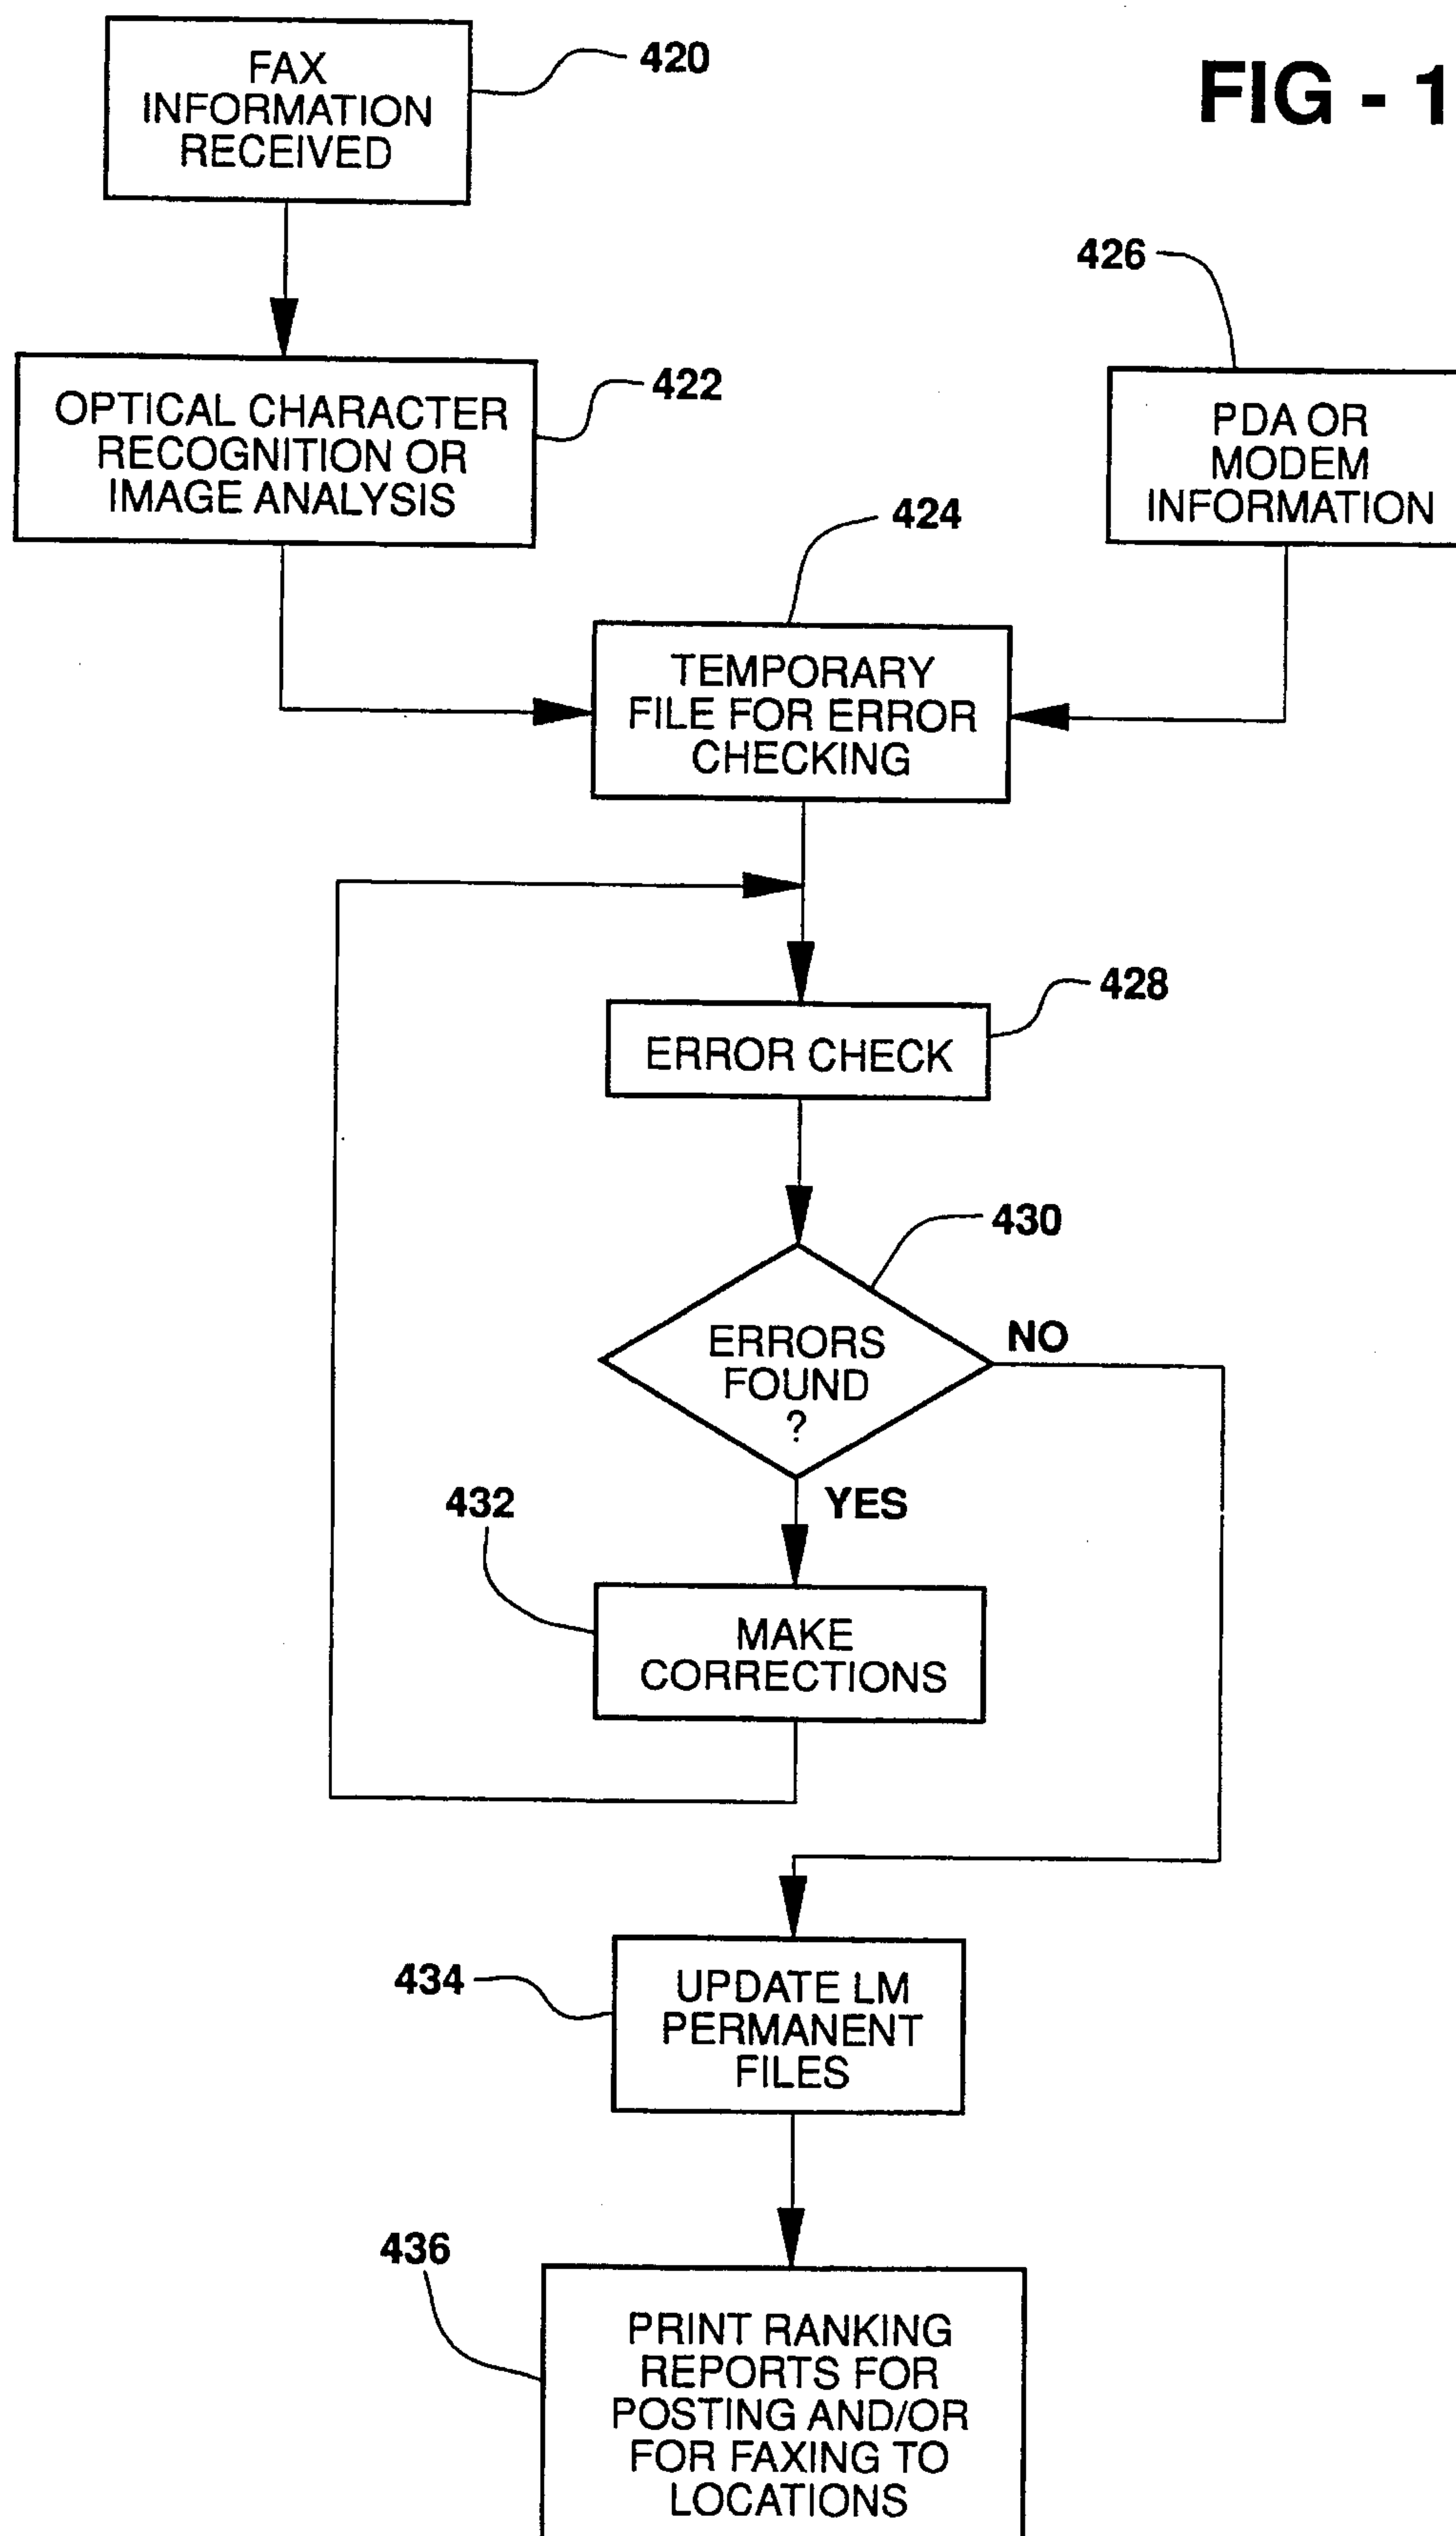 FAX
INFORMATION
RECEIVED
420
FIG - 1
426
OPTICAL CHARACTER
RECOGNITION OR
IMAGE ANALYSIS
422
PDA OR
MODEM
INFORMATION
424
TEMPORARY
FILE FOR ERROR
CHECKING
428
ERROR CHECK
430
ERRORS
FOUND
?
NO
YES
432
MAKE
CORRECTIONS
434
UPDATE LM
PERMANENT
FILES
436
PRINT RANKING
REPORTS FOR
POSTING AND/OR
FOR FAXING TO
LOCATIONS